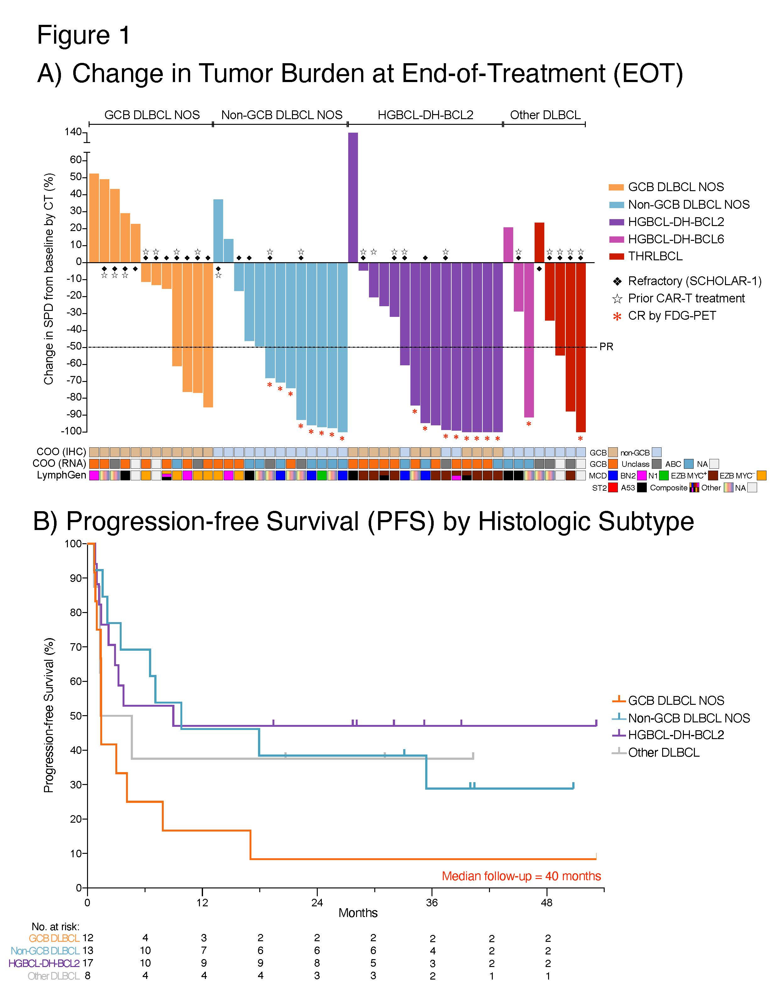 Figure 1
A) Change in Tumor Burden at End-of-Treatment (EOT)
GCB DLBCL NOS Non-GCB DLBCL NOS HGBCL-DH-BCL2 Other DLBCL
Change in SPD from baseline by CT (%)
140
60
50
40
30
20
10
0
-10
-20
-30
-40
-50
-60
-70
-80
-90
-100
PR
GCB DLBCL NOS
Non-GCB DLBCL NOS
HGBCL-DH-BCL2
HGBCL-DH-BCL6
THRLBCL
Refractory (SCHOLAR-1)
Prior CAR-T treatment
CR by FDG-PET
COO (IHC)
COO (RNA)
LymphGen
GCB non-GCB
GCB Unclass ABC NA
MCD BN2 N1 EZB MYC⁺ EZB MYC⁻
ST2 A53 Composite Other NA
B) Progression-free Survival (PFS) by Histologic Subtype
Progression-free Survival (%)
100
90
80
70
60
50
40
30
20
10
0
GCB DLBCL NOS
Non-GCB DLBCL NOS
HGBCL-DH-BCL2
Other DLBCL
Median follow-up = 40 months
0 12 24 36 48
Months
No. at risk:
GCB DLBCL 12 4 3 2 2 2 2 2 2
Non-GCB DLBCL 13 10 7 6 6 6 4 2 2
HGBCL-DH-BCL2 17 10 9 9 8 5 3 2 2
Other DLBCL 8 4 4 4 3 3 2 1 1